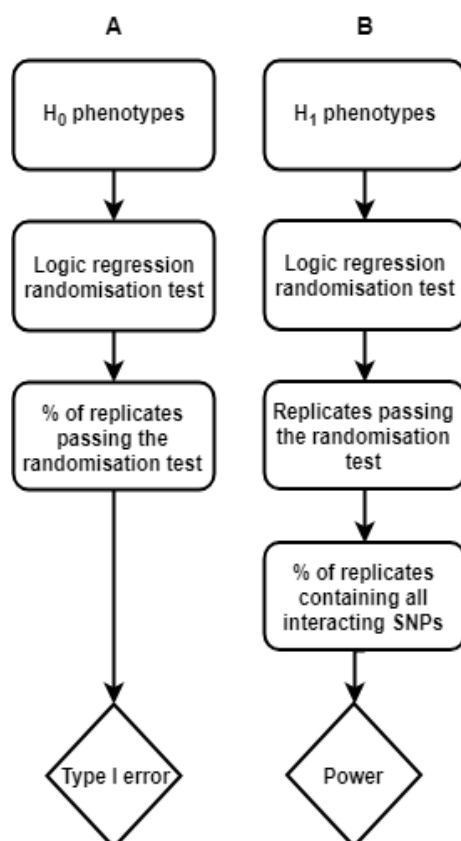 A
H₀ phenotypes
Logic regression
randomisation test
% of replicates
passing the
randomisation test
Type I error
B
H₁ phenotypes
Logic regression
randomisation test
Replicates passing
the randomisation
test
% of replicates
containing all
interacting SNPs
Power